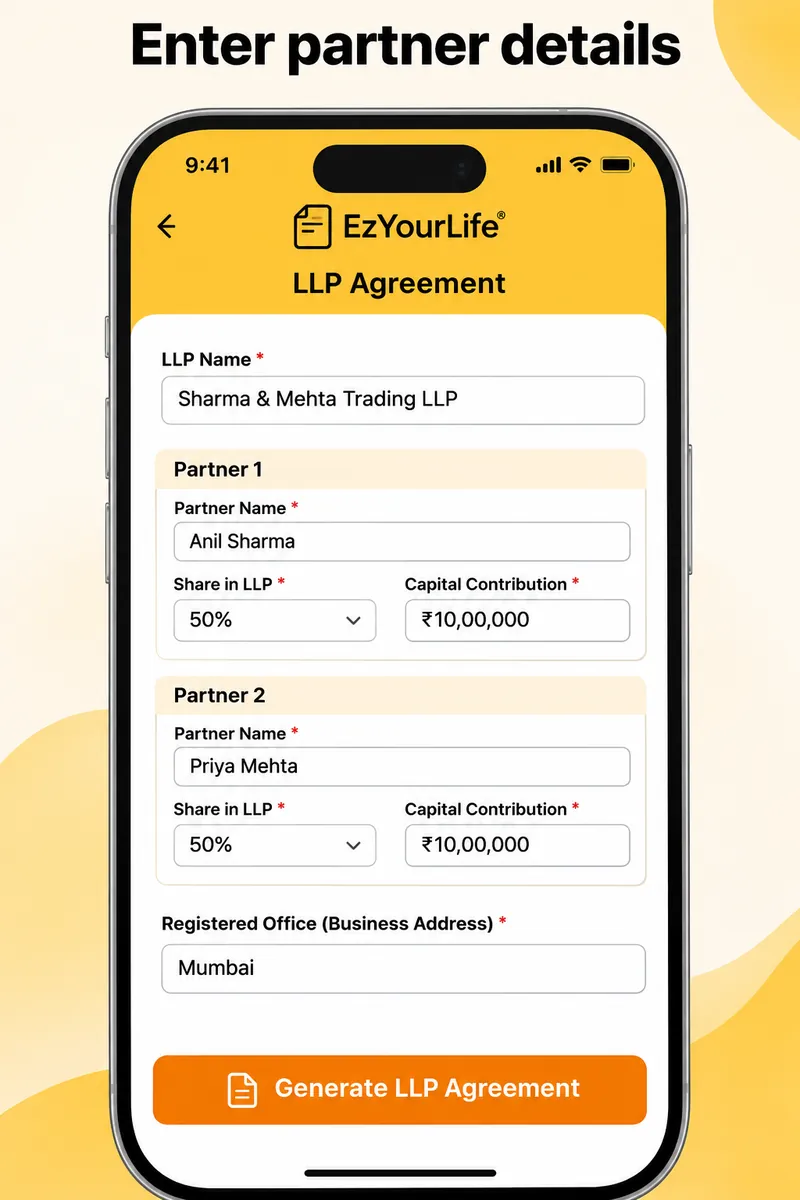 Enter partner details
9:41
EzYourLife®
LLP Agreement
LLP Name *
Sharma & Mehta Trading LLP
Partner 1
Partner Name *
Anil Sharma
Share in LLP * Capital Contribution *
50% ₹10,00,000
Partner 2
Partner Name *
Priya Mehta
Share in LLP * Capital Contribution *
50% ₹10,00,000
Registered Office (Business Address) *
Mumbai
Generate LLP Agreement